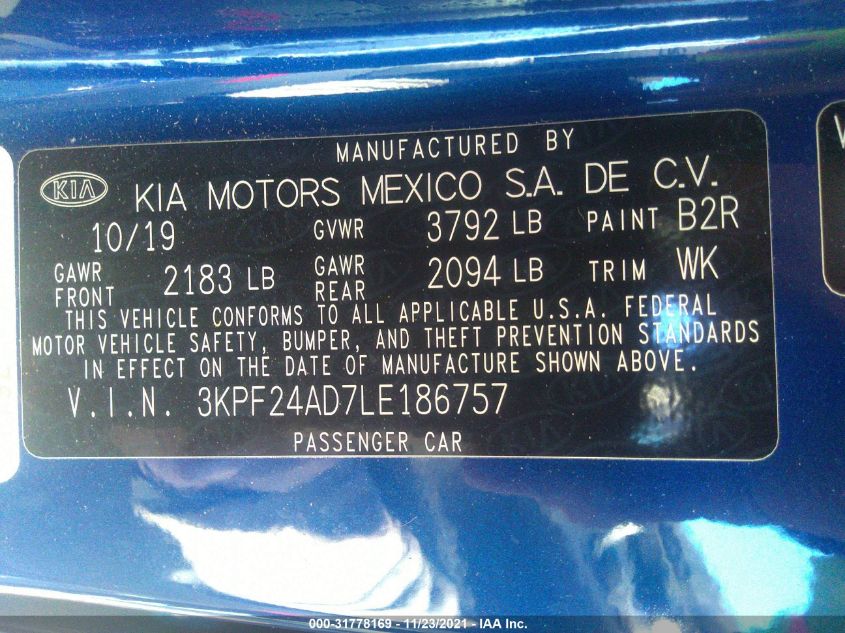 MANUFACTURED BY
KIA KIA MOTORS MEXICO S.A. DE C.V.
10/19 GVWR 3792 LB PAINT B2R
GAWR FRONT 2183 LB GAWR REAR 2094 LB TRIM WK
THIS VEHICLE CONFORMS TO ALL APPLICABLE U.S.A. FEDERAL
MOTOR VEHICLE SAFETY, BUMPER, AND THEFT PREVENTION STANDARDS
IN EFFECT ON THE DATE OF MANUFACTURE SHOWN ABOVE.
V.I.N. 3KPF24AD7LE186757
PASSENGER CAR
000-31778169 - 11/23/2021 - IAA Inc.